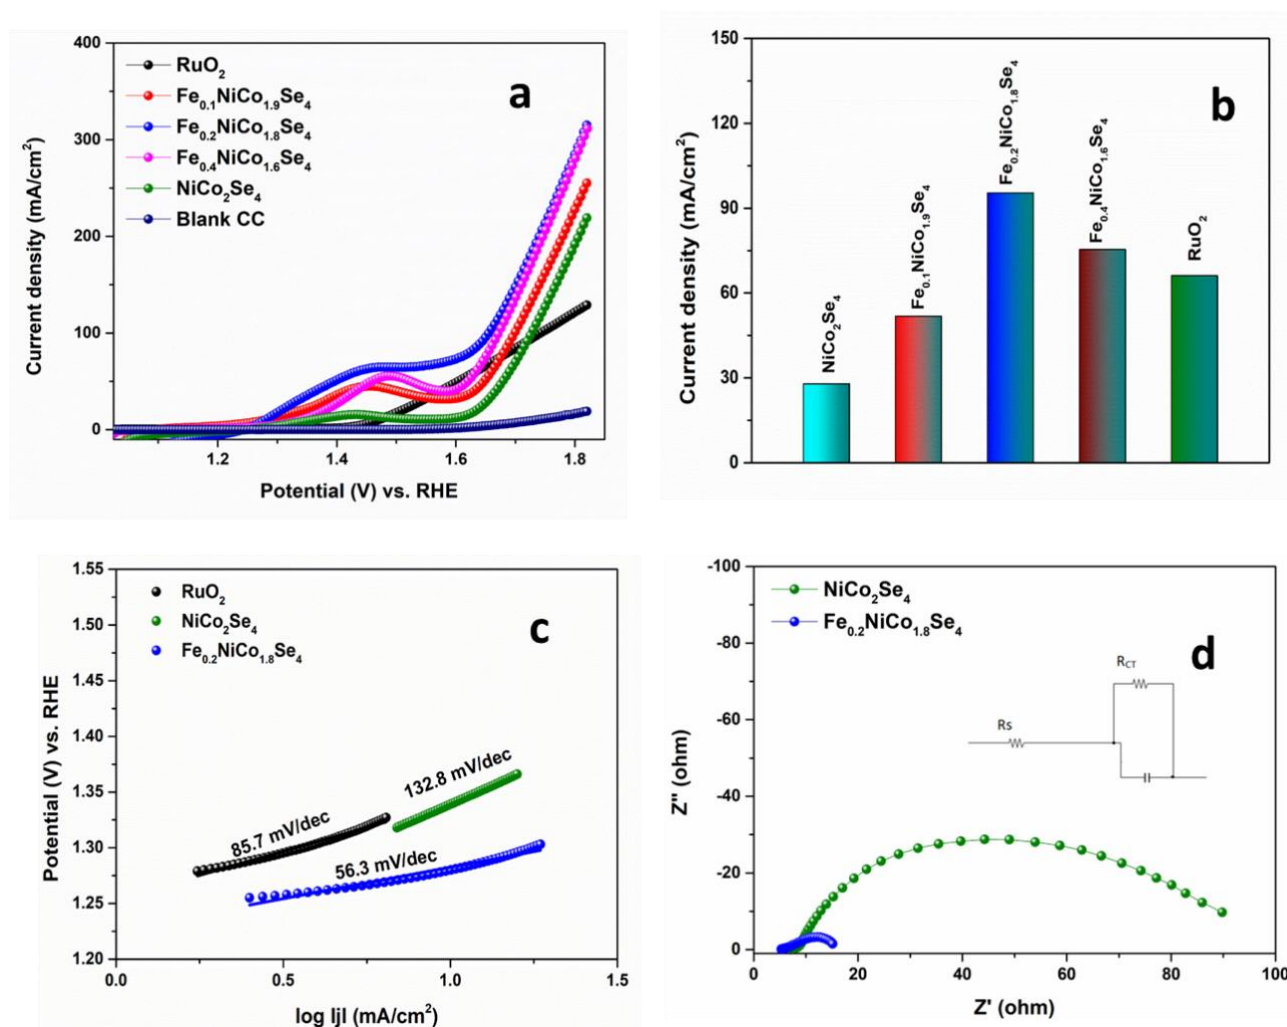 a
RuO₂
Fe₀.₁NiCo₁.₉Se₄
Fe₀.₂NiCo₁.₈Se₄
Fe₀.₄NiCo₁.₆Se₄
NiCo₂Se₄
Blank CC
400
300
200
100
0
Current density (mA/cm²)
1.2 1.4 1.6 1.8
Potential (V) vs. RHE
b
150
120
90
60
30
0
Current density (mA/cm²)
NiCo₂Se₄
Fe₀.₁NiCo₁.₉Se₄
Fe₀.₂NiCo₁.₈Se₄
Fe₀.₄NiCo₁.₆Se₄
RuO₂
c
RuO₂
NiCo₂Se₄
Fe₀.₂NiCo₁.₈Se₄
1.55
1.50
1.45
1.40
1.35
1.30
1.25
1.20
Potential (V) vs. RHE
85.7 mV/dec
132.8 mV/dec
56.3 mV/dec
0.0 0.5 1.0 1.5
log IjI (mA/cm²)
d
NiCo₂Se₄
Fe₀.₂NiCo₁.₈Se₄
-100
-80
-60
-40
-20
0
Z'' (ohm)
R_CT
Rs
0 20 40 60 80 100
Z' (ohm)